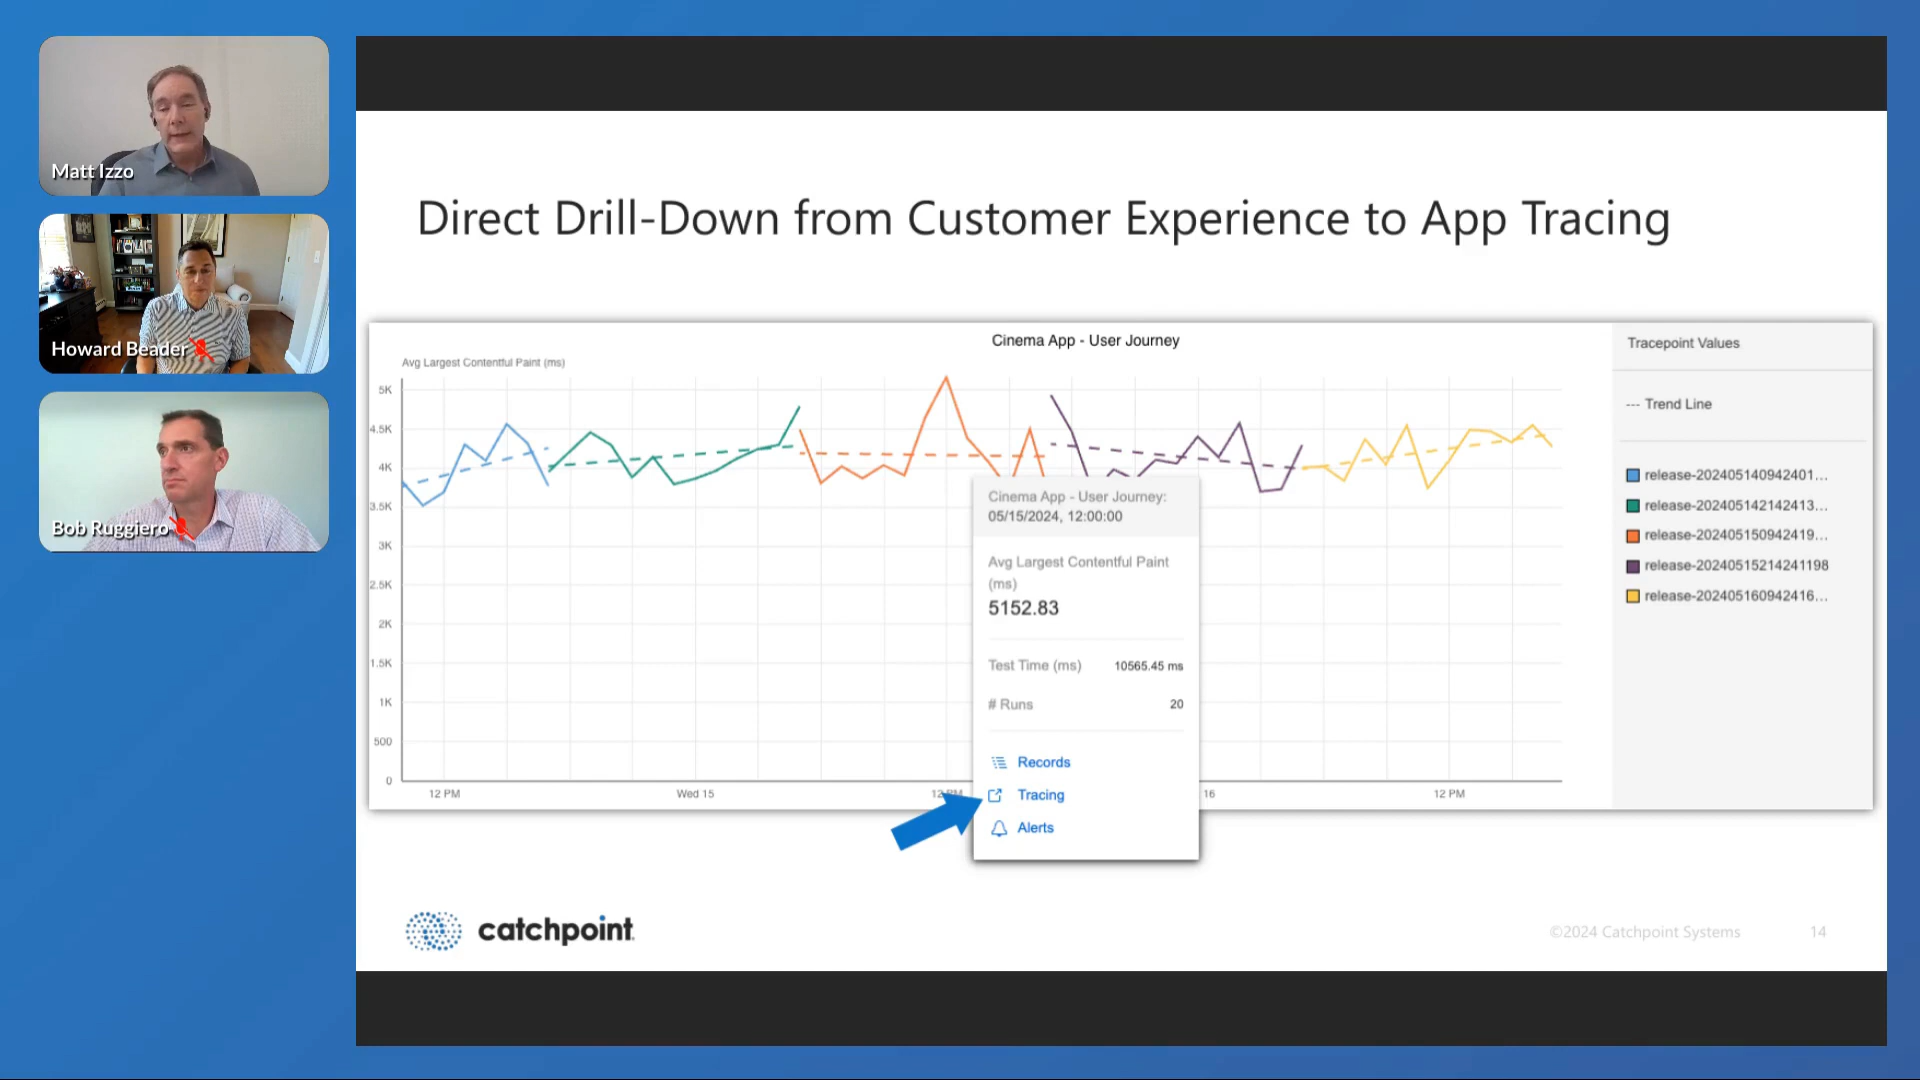 Matt Izzo
Howard Beader
Bob Ruggiero
Direct Drill-Down from Customer Experience to App Tracing
Cinema App - User Journey
Avg Largest Contentful Paint (ms)
5K
4.5K
4K
3.5K
3K
2.5K
2K
1.5K
1K
500
0
12 PM
Wed 15
12 PM
16
12 PM
Cinema App - User Journey:
05/15/2024, 12:00:00
Avg Largest Contentful Paint
(ms)
5152.83
Test Time (ms) 10565.45 ms
# Runs 20
Records
Tracing
Alerts
Tracepoint Values
--- Trend Line
release-202405140942401...
release-202405142142413...
release-202405150942419...
release-20240515214241198
release-202405160942416...
catchpoint
©2024 Catchpoint Systems 14